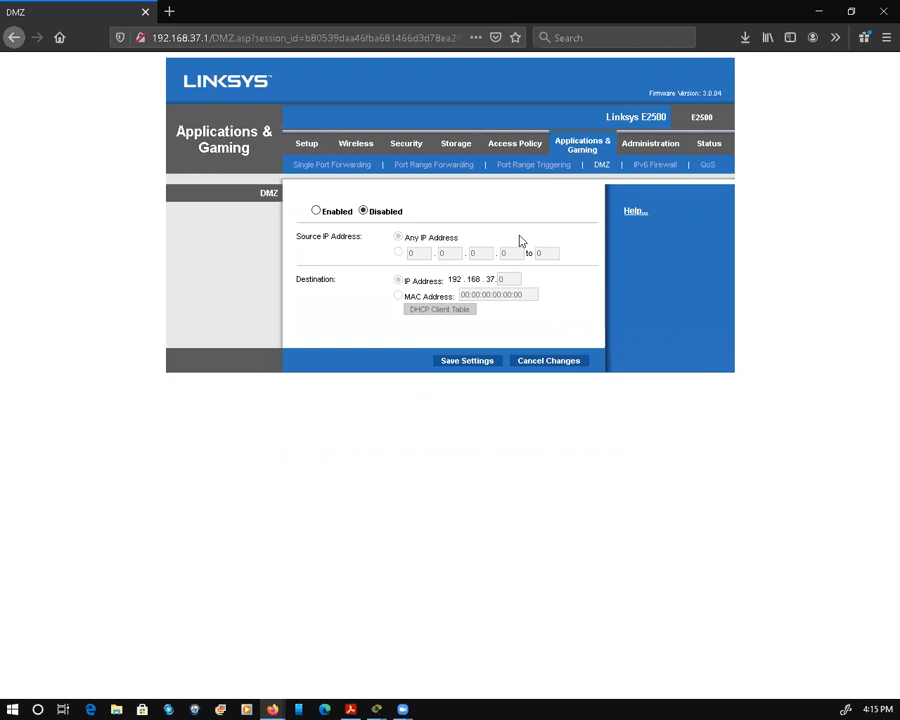 DMZ
192.168.37.1/DMZ.asp?session_id=b80539daa46fba681466d3d78ea2
Search
LINKSYS™
Firmware Version: 3.0.04
Linksys E2500 E2500
Applications & Gaming
Setup Wireless Security Storage Access Policy Applications & Gaming Administration Status
Single Port Forwarding | Port Range Forwarding | Port Range Triggering | DMZ | IPv6 Firewall | QoS
DMZ
Enabled Disabled
Help...
Source IP Address: Any IP Address
0 . 0 . 0 . 0 to 0
Destination: IP Address: 192 . 168 . 37. 0
MAC Address: 00:00:00:00:00:00
DHCP Client Table
Save Settings Cancel Changes
4:15 PM